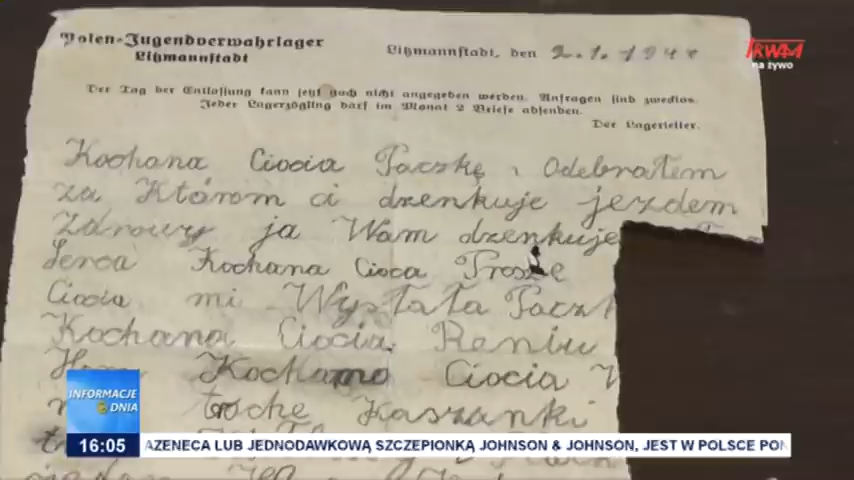 Polen-Jugendverwahrlager
Litzmannstadt
Litzmannstadt, den 2.1.1944
TRWAM
na żywo
Der Tag der Entlassung kann jetzt noch nicht angegeben werden. Anfragen sind zwecklos.
Jeder Lagerzögling darf im Monat 2 Briefe absenden.
Der Lagerleiter.
Kochana Ciocia Paczkę odebrałem
za Którom ci dzenkuje jezdem
Zdrowy ja Wam dzenkuje
Serca Kochana Cioca Prosze
Ciocia mi Wystała Paczk
Kochana Ciocia Reniu
Kochana Ciocia
troche Kaszanki
INFORMACJE
DNIA
16:05
AZENECA LUB JEDNODAWKOWĄ SZCZEPIONKĄ JOHNSON & JOHNSON, JEST W POLSCE PON